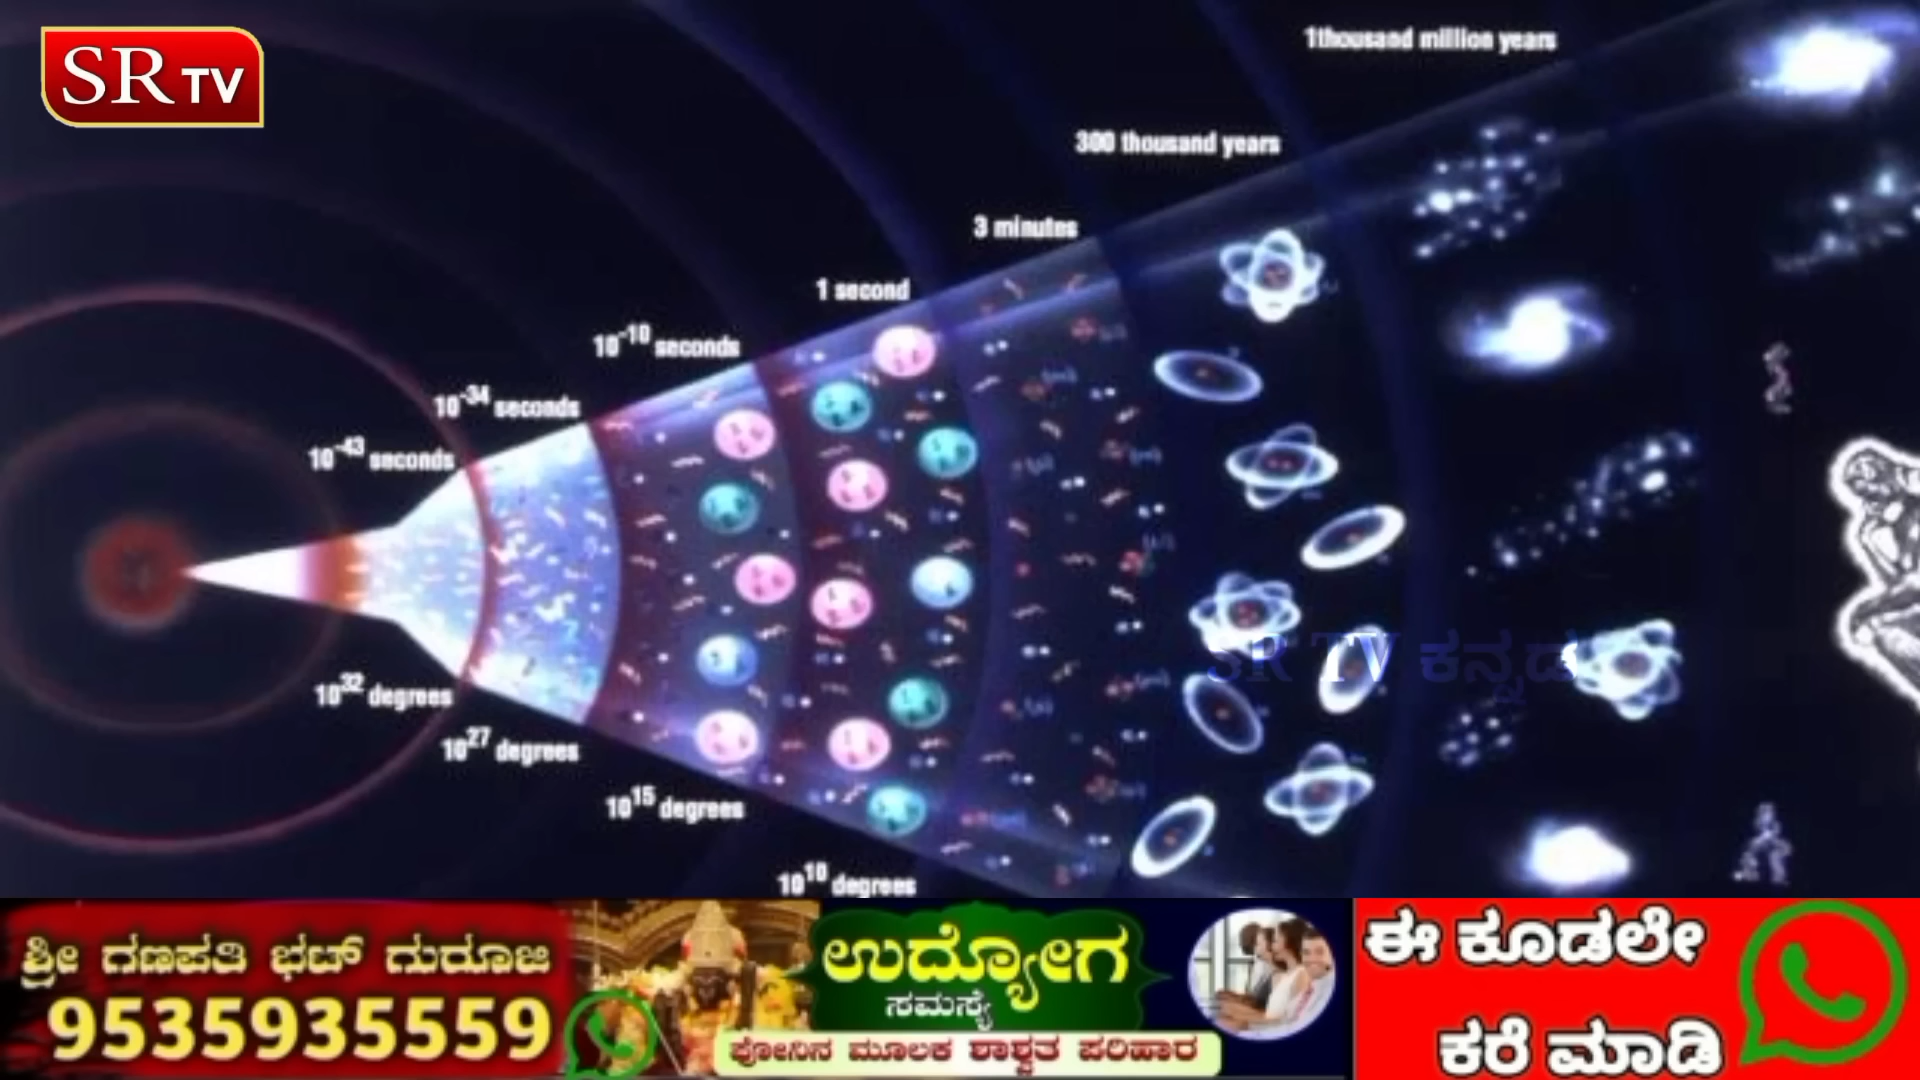 SR TV
1thousand million years
300 thousand years
3 minutes
1 second
10-10 seconds
10-34 seconds
10-43 seconds
1032 degrees
1027 degrees
1015 degrees
1010 degrees
SR TV ಕನ್ನಡ
ಶ್ರೀ ಗಣಪತಿ ಭಟ್ ಗುರೂಜಿ
9535935559
ಉದ್ಯೋಗ
ಸಮಸ್ಯೆ
ಫೋನಿನ ಮೂಲಕ ಶಾಶ್ವತ ಪರಿಹಾರ
ಈ ಕೂಡಲೇ
ಕರೆ ಮಾಡಿ